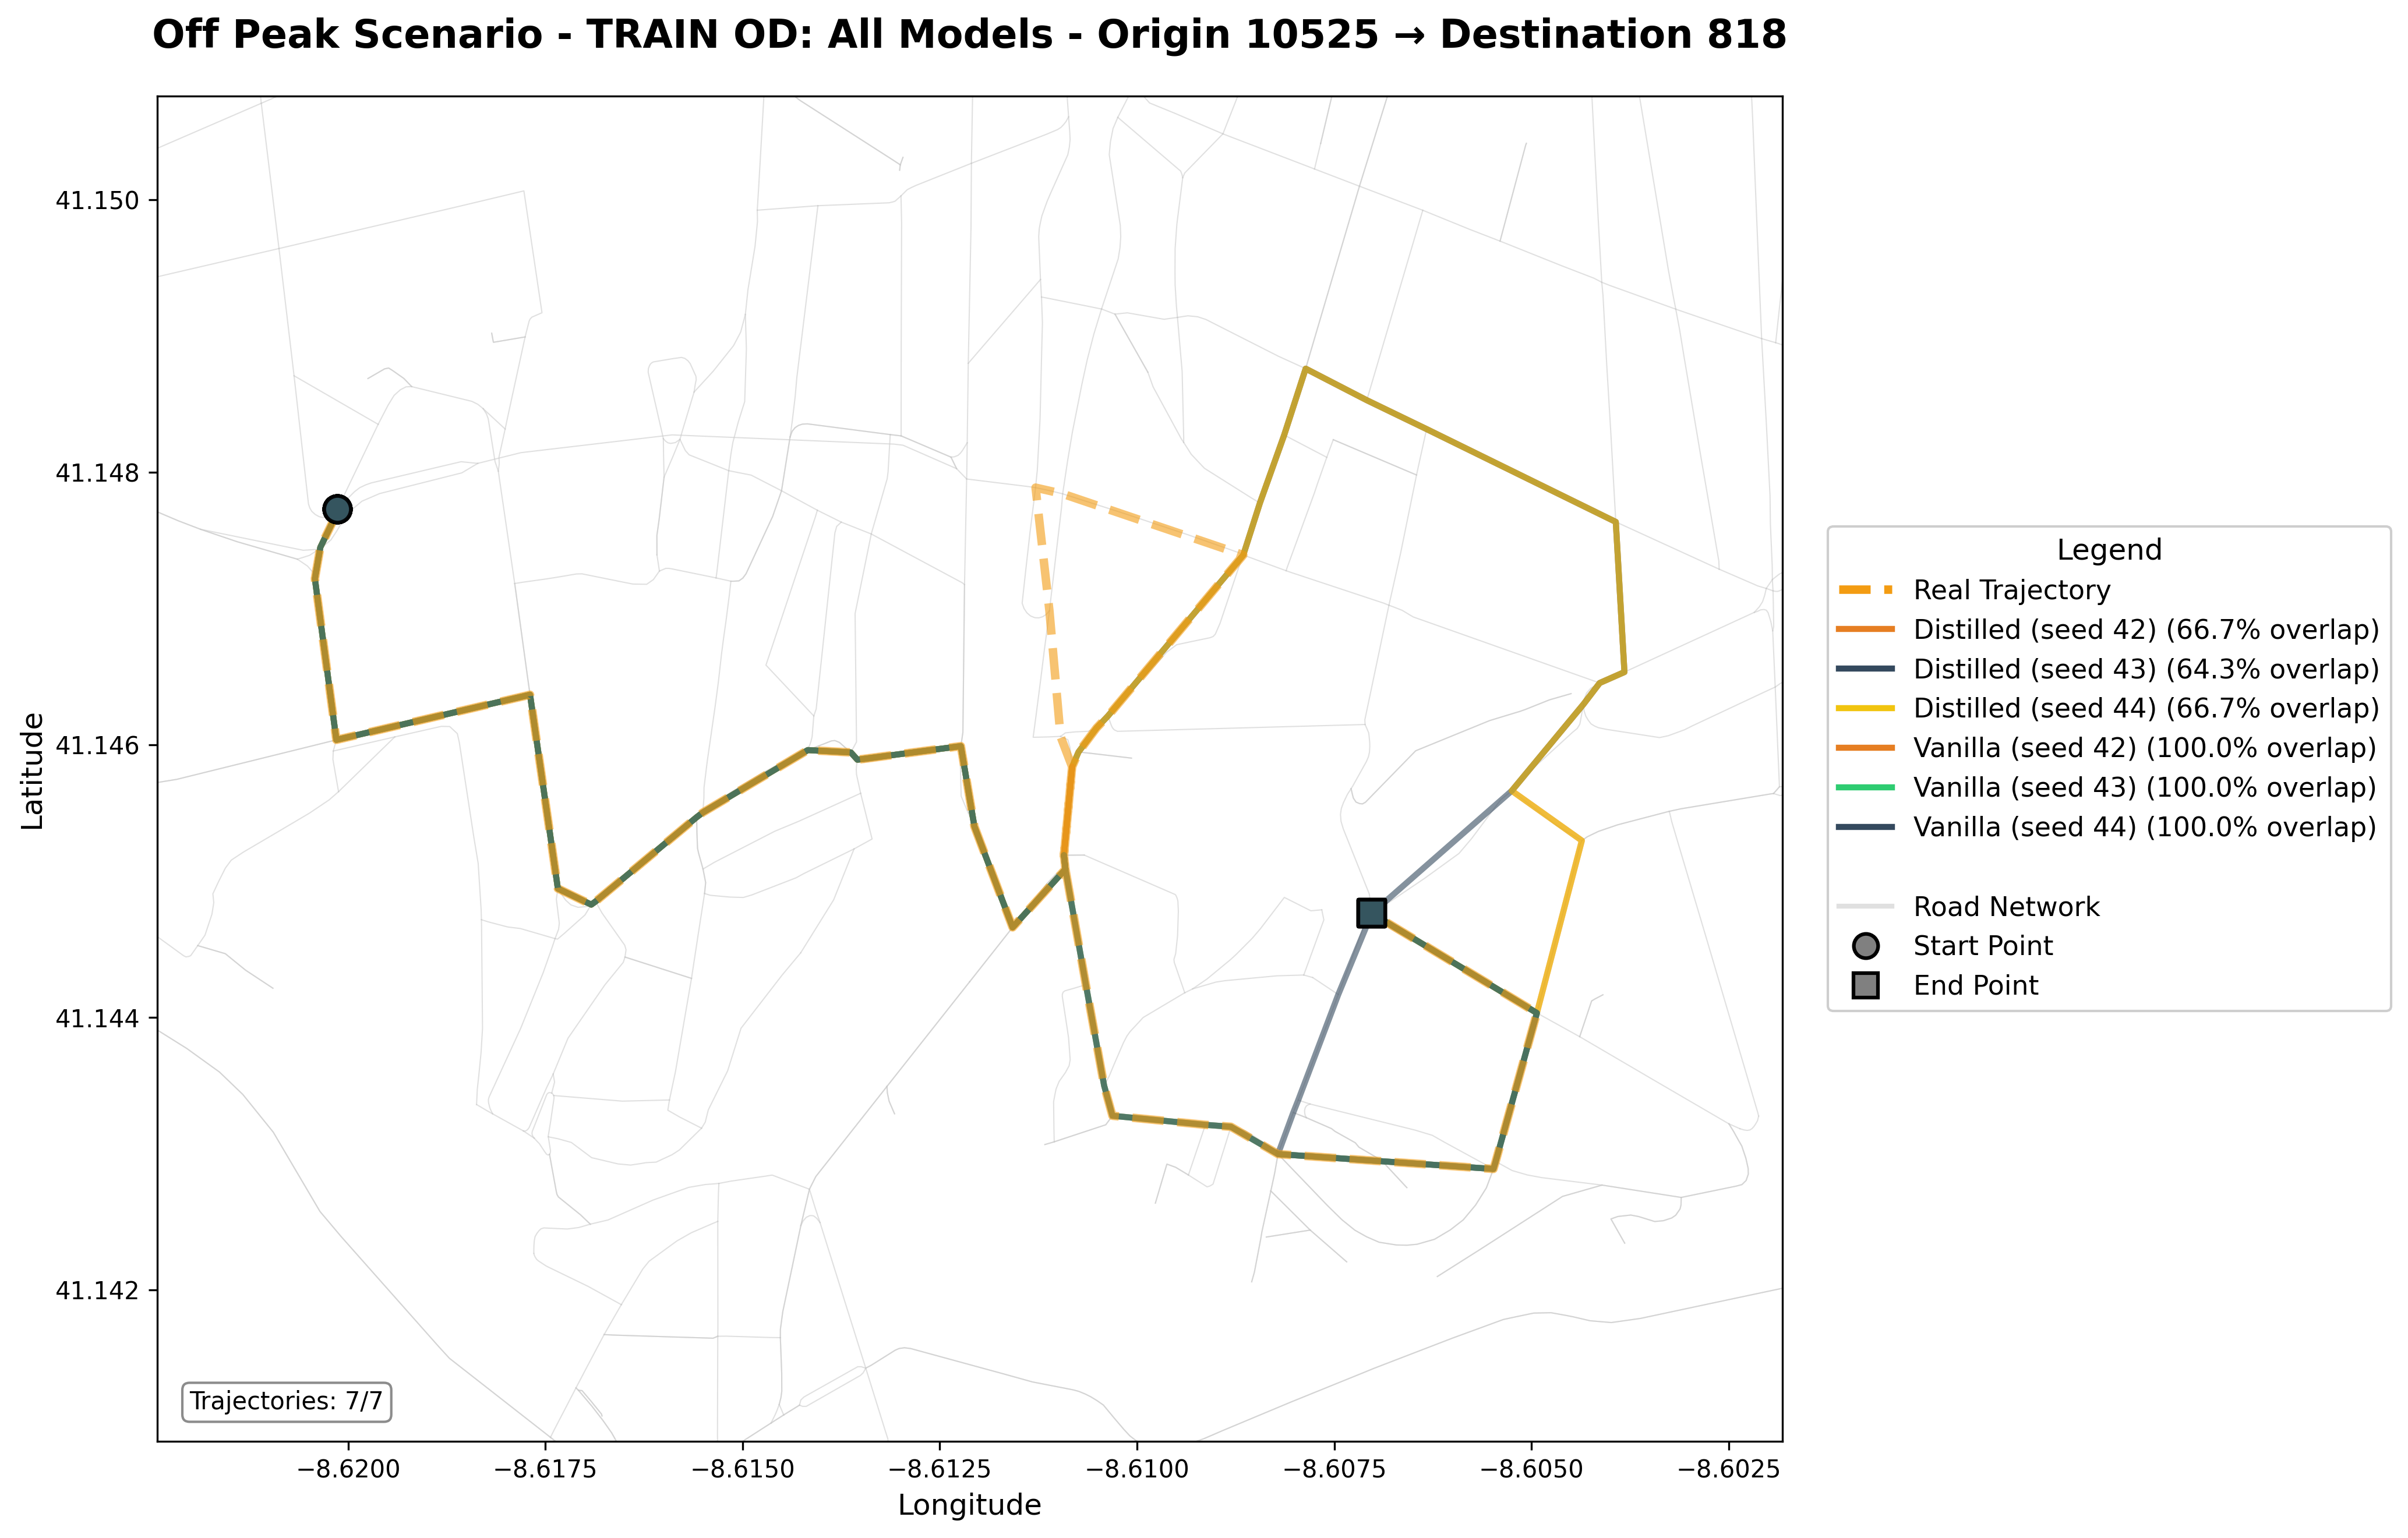 Off Peak Scenario - TRAIN OD: All Models - Origin 10525 → Destination 818
41.150
41.148
41.146
41.144
41.142
Latitude
−8.6200
−8.6175
−8.6150
−8.6125
−8.6100
−8.6075
−8.6050
−8.6025
Longitude
Trajectories: 7/7
Legend
Real Trajectory
Distilled (seed 42) (66.7% overlap)
Distilled (seed 43) (64.3% overlap)
Distilled (seed 44) (66.7% overlap)
Vanilla (seed 42) (100.0% overlap)
Vanilla (seed 43) (100.0% overlap)
Vanilla (seed 44) (100.0% overlap)
Road Network
Start Point
End Point